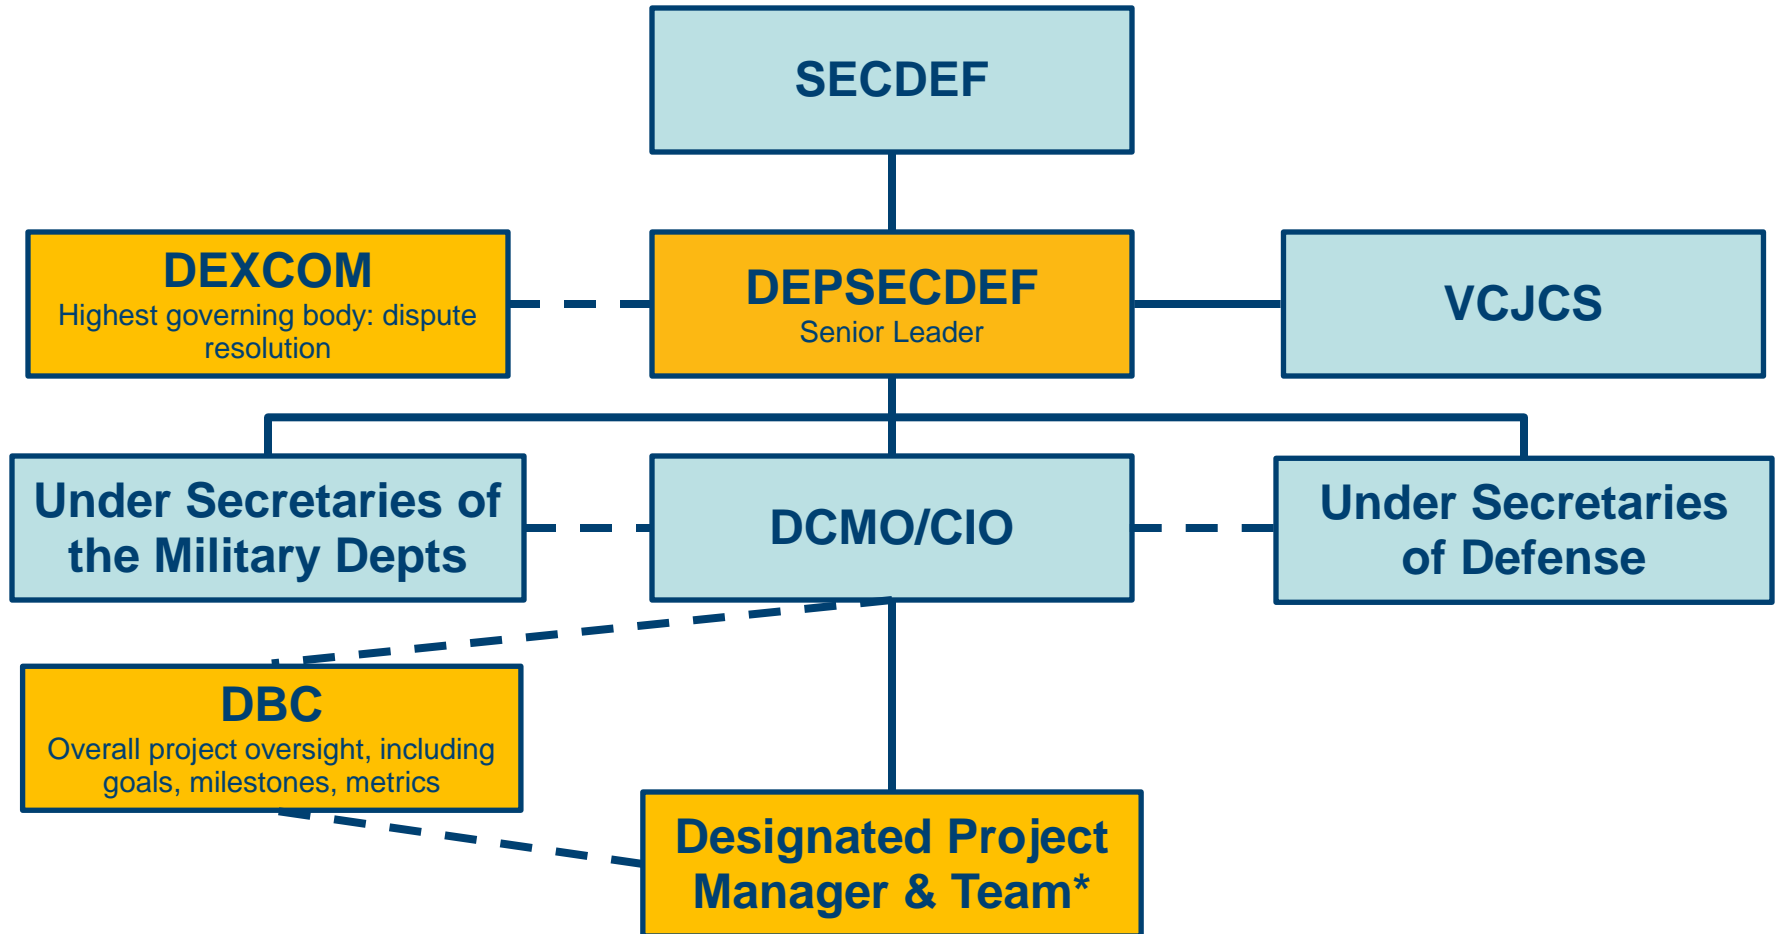 SECDEF
DEXCOM
Highest governing body: dispute
resolution
DEPSECDEF
Senior Leader
VCJCS
Under Secretaries of
the Military Depts
DCMO/CIO
Under Secretaries
of Defense
DBC
Overall project oversight, including
goals, milestones, metrics
Designated Project
Manager & Team*